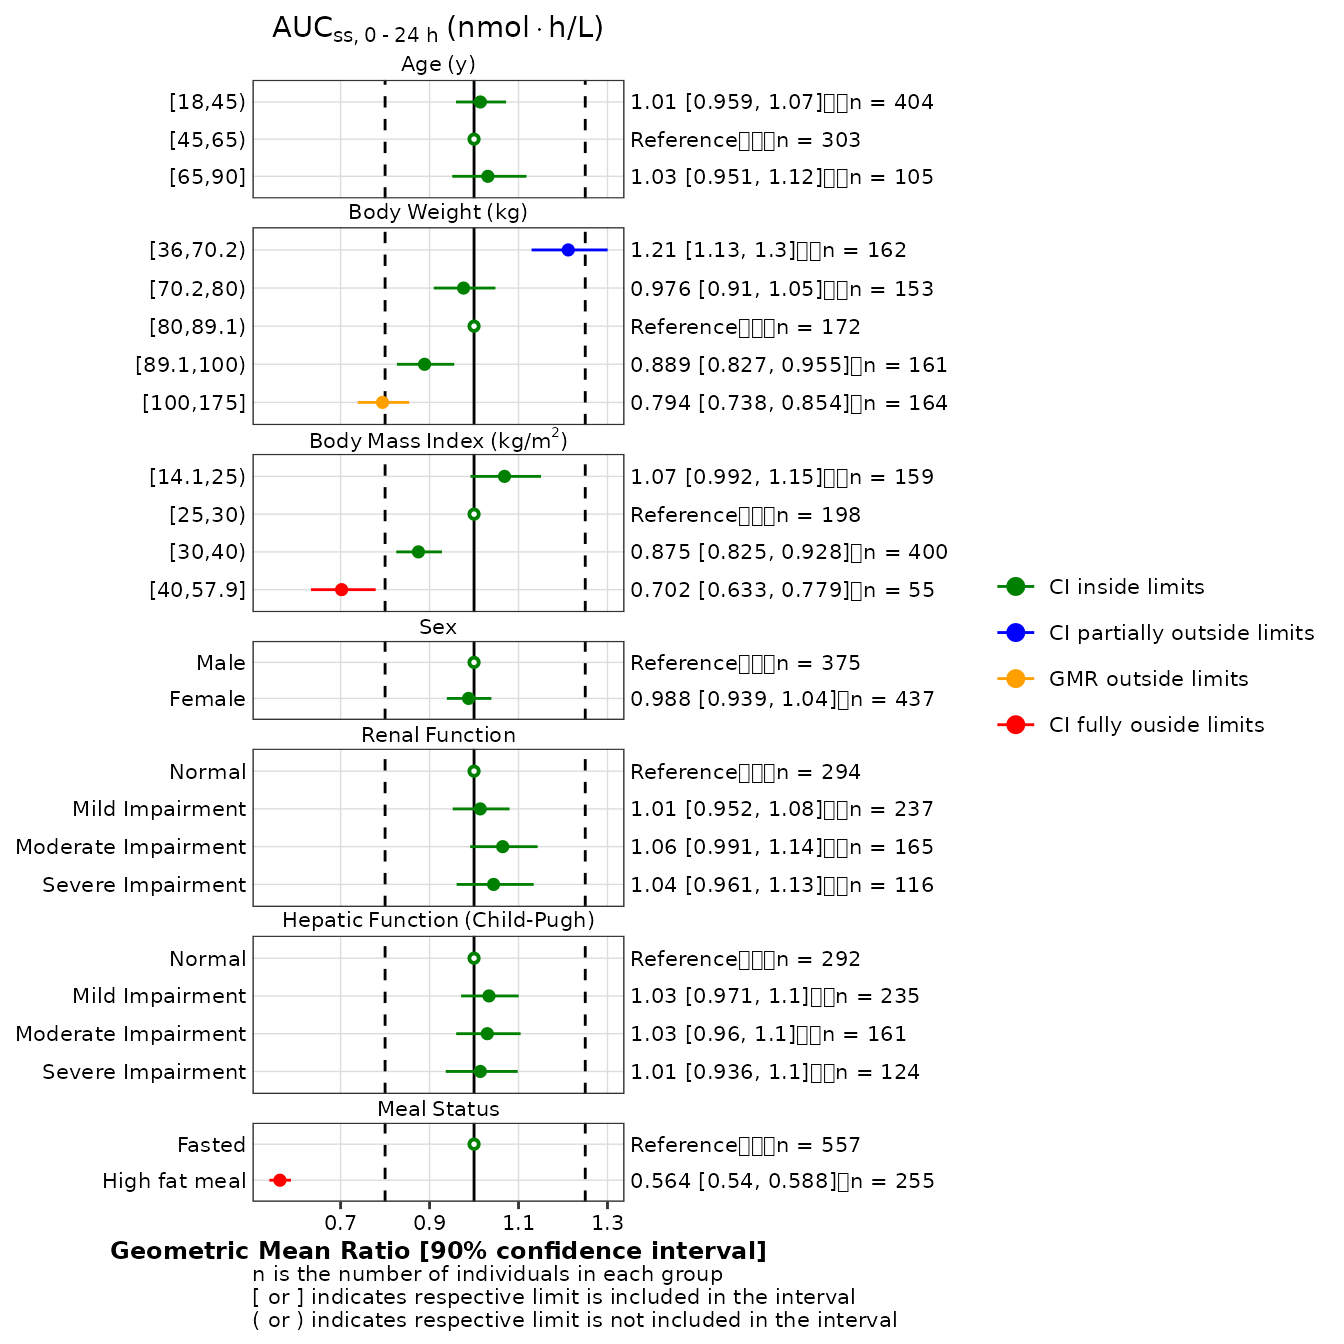 AUCss, 0 - 24 h (nmol · h/L)
Age (y)
[18,45) 1.01 [0.959, 1.07]□□n = 404
[45,65) Reference□□□n = 303
[65,90] 1.03 [0.951, 1.12]□□n = 105
Body Weight (kg)
[36,70.2) 1.21 [1.13, 1.3]□□n = 162
[70.2,80) 0.976 [0.91, 1.05]□□n = 153
[80,89.1) Reference□□□n = 172
[89.1,100) 0.889 [0.827, 0.955]□n = 161
[100,175] 0.794 [0.738, 0.854]□n = 164
Body Mass Index (kg/m²)
[14.1,25) 1.07 [0.992, 1.15]□□n = 159
[25,30) Reference□□□n = 198
[30,40) 0.875 [0.825, 0.928]□n = 400
[40,57.9] 0.702 [0.633, 0.779]□n = 55
Sex
Male Reference□□□n = 375
Female 0.988 [0.939, 1.04]□n = 437
Renal Function
Normal Reference□□□n = 294
Mild Impairment 1.01 [0.952, 1.08]□□n = 237
Moderate Impairment 1.06 [0.991, 1.14]□□n = 165
Severe Impairment 1.04 [0.961, 1.13]□□n = 116
Hepatic Function (Child-Pugh)
Normal Reference□□□n = 292
Mild Impairment 1.03 [0.971, 1.1]□□n = 235
Moderate Impairment 1.03 [0.96, 1.1]□□n = 161
Severe Impairment 1.01 [0.936, 1.1]□□n = 124
Meal Status
Fasted Reference□□□n = 557
High fat meal 0.564 [0.54, 0.588]□n = 255
0.7 0.9 1.1 1.3
Geometric Mean Ratio [90% confidence interval]
n is the number of individuals in each group
[ or ] indicates respective limit is included in the interval
( or ) indicates respective limit is not included in the interval
CI inside limits
CI partially outside limits
GMR outside limits
CI fully ouside limits